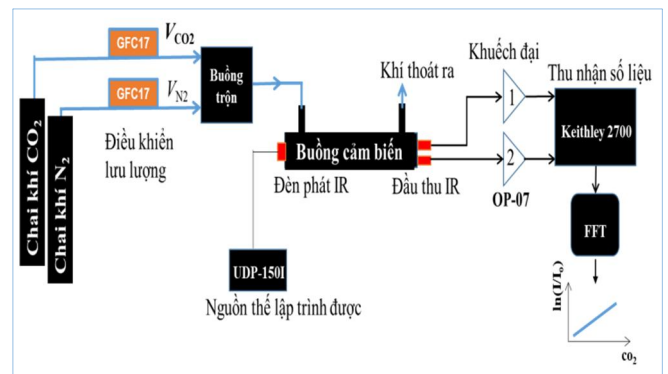 GFC17
V_CO2
GFC17
V_N2
Buồng
trộn
Điều khiển
lưu lượng
Chai khí CO₂
Chai khí N₂
Khí thoát ra
Buồng cảm biến
Đèn phát IR
Đầu thu IR
UDP-150I
Nguồn thế lập trình được
Khuếch đại
1
2
OP-07
Thu nhận số liệu
Keithley 2700
FFT
ln(I/Iₒ)
co₂